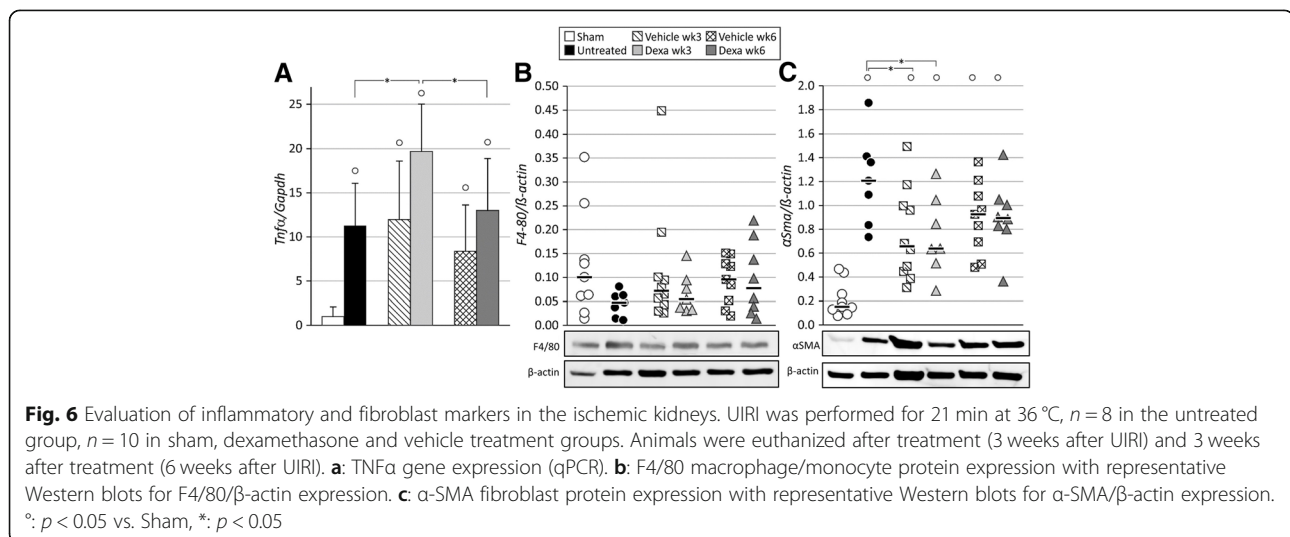 Sham Vehicle wk3 Vehicle wk6
Untreated Dexa wk3 Dexa wk6
A
* *
° ° ° ° °
25
20
15
10
5
0
Tnfα/Gapdh
B
0.50
0.45
0.40
0.35
0.30
0.25
0.20
0.15
0.10
0.05
0.00
F4-80/ß-actin
F4/80
β-actin
C
*
*
° ° ° ° °
2.0
1.8
1.6
1.4
1.2
1.0
0.8
0.6
0.4
0.2
0.0
αSma/ß-actin
αSMA
β-actin
Fig. 6 Evaluation of inflammatory and fibroblast markers in the ischemic kidneys. UIRI was performed for 21 min at 36 °C, n = 8 in the untreated
group, n = 10 in sham, dexamethasone and vehicle treatment groups. Animals were euthanized after treatment (3 weeks after UIRI) and 3 weeks
after treatment (6 weeks after UIRI). a: TNFα gene expression (qPCR). b: F4/80 macrophage/monocyte protein expression with representative
Western blots for F4/80/β-actin expression. c: α-SMA fibroblast protein expression with representative Western blots for α-SMA/β-actin expression.
°: p < 0.05 vs. Sham, *: p < 0.05